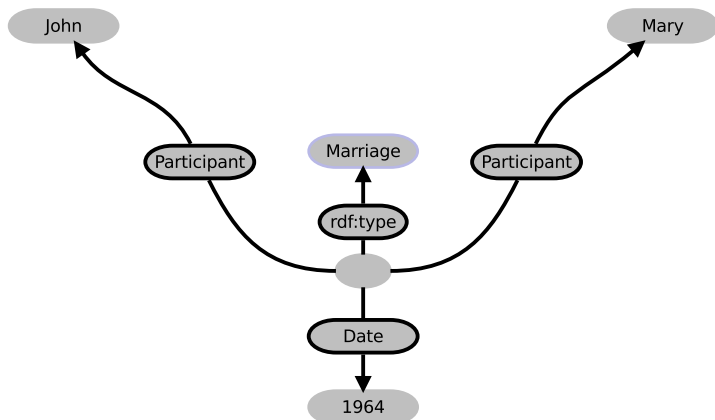 John
Mary
Marriage
Participant
Participant
rdf:type
Date
1964